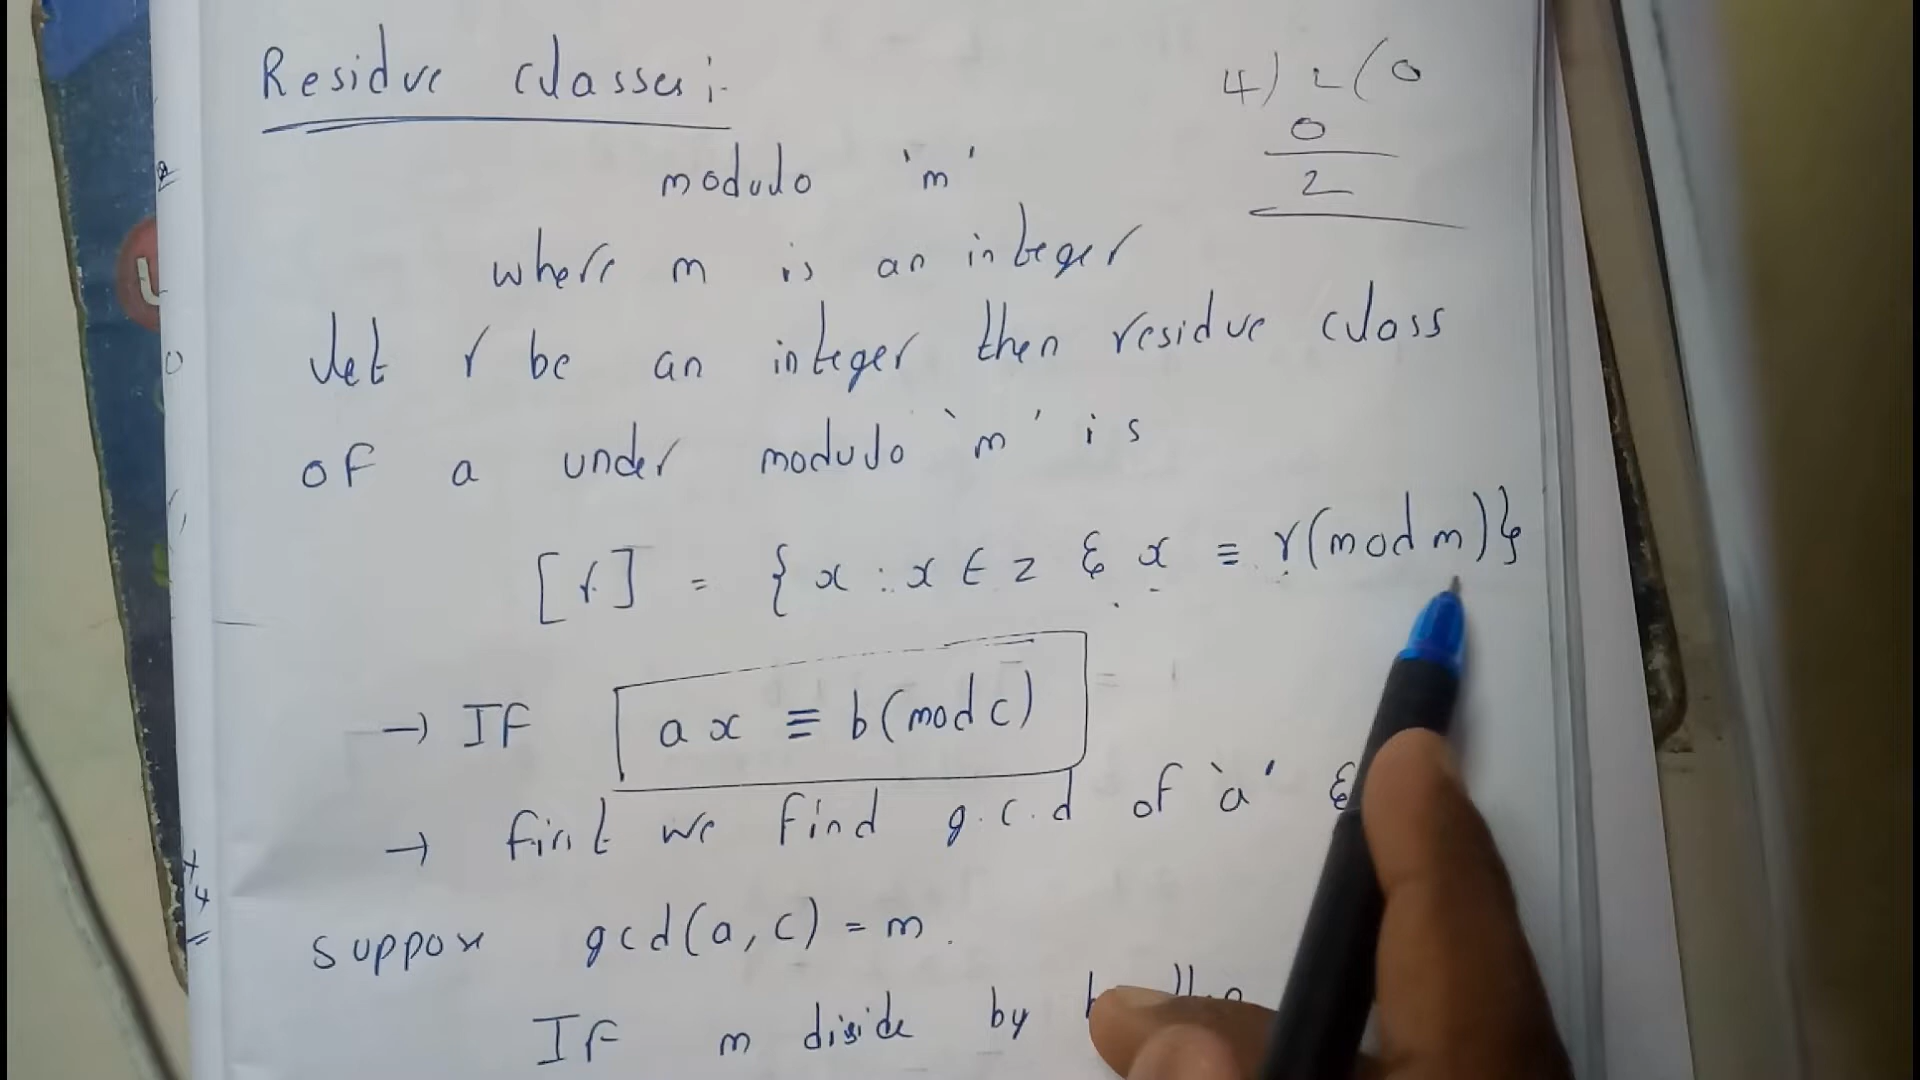 Residue classes:-
4) 2 (0
0
2
modulo 'm'
where m is an integer
let r be an integer then residue class
of a under modulo 'm' is
[r] = {x : x ∈ z & x ≡ r(mod m)}
→ If ax ≡ b(mod c)
→ first we find g.c.d of 'a' &
suppose gcd(a,c) = m.
If m divide by